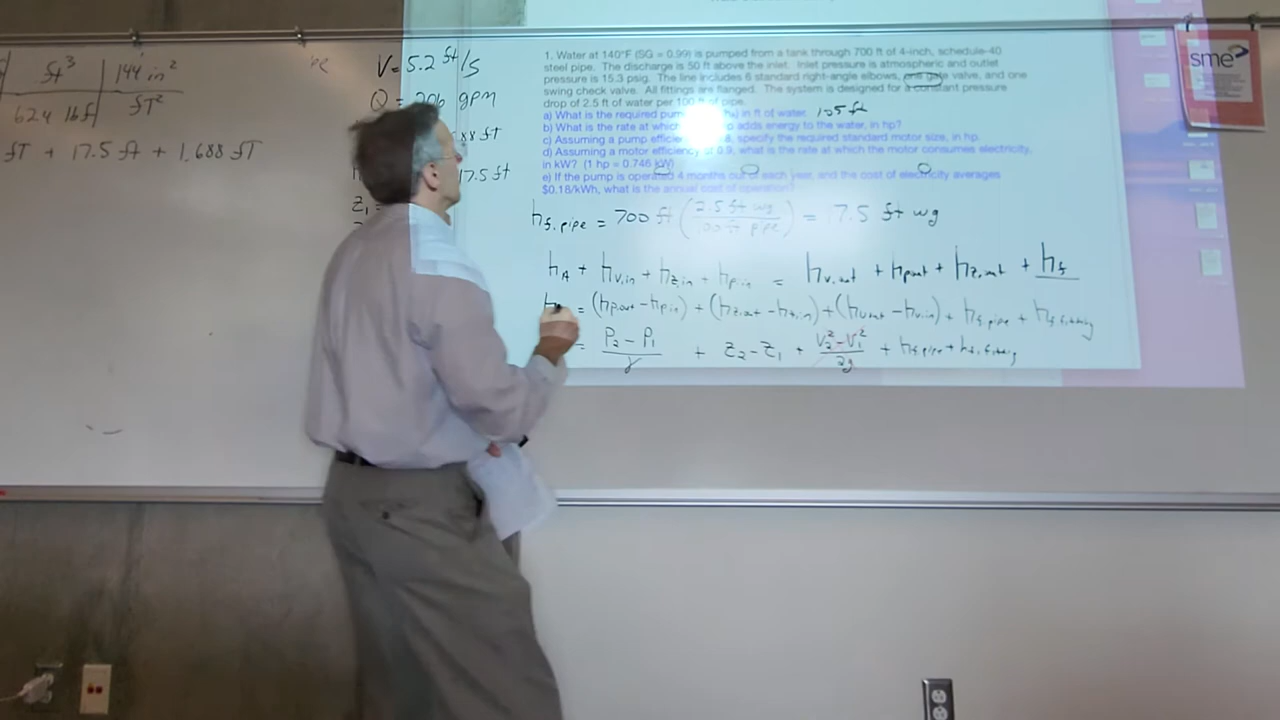 ft³ 144 in²
62.4 lbf ft²
fT + 17.5 ft + 1.688 fT
V = 5.2 ft/s
Q = 206 gpm
88 ft
17.5 ft
Z₁ =
1. Water at 140°F (SG = 0.99) is pumped from a tank through 700 ft of 4-inch, schedule-40
steel pipe. The discharge is 50 ft above the inlet. Inlet pressure is atmospheric and outlet
pressure is 15.3 psig. The line includes 6 standard right-angle elbows, one gate valve, and one
swing check valve. All fittings are flanged. The system is designed for a constant pressure
drop of 2.5 ft of water per 100 ft of pipe.
a) What is the required pum hA) in ft of water. 105 ft
b) What is the rate at which p adds energy to the water, in hp?
c) Assuming a pump efficie specify the required standard motor size, in hp.
d) Assuming a motor efficiency of 0.9, what is the rate at which the motor consumes electricity,
in kW? (1 hp = 0.746 kW)
e) If the pump is operated 4 months out each year, and the cost of electricity averages
$0.18/kWh, what is the annual cost of operation?
hf,pipe = 700 ft (2.5 ft wg / 100 ft pipe) = 17.5 ft wg
hA + hv,in + hz,in + hp,in = hv,out + hp,out + hz,out + hf
h = (hp,out - hp,in) + (hz,out - hz,in) + (hv,out - hv,in) + hf,pipe + hf,fitting
= P₂ - P₁ / γ + Z₂ - Z₁ + V₂² - V₁² / 2g + hf,pipe + hf,fitting
sme